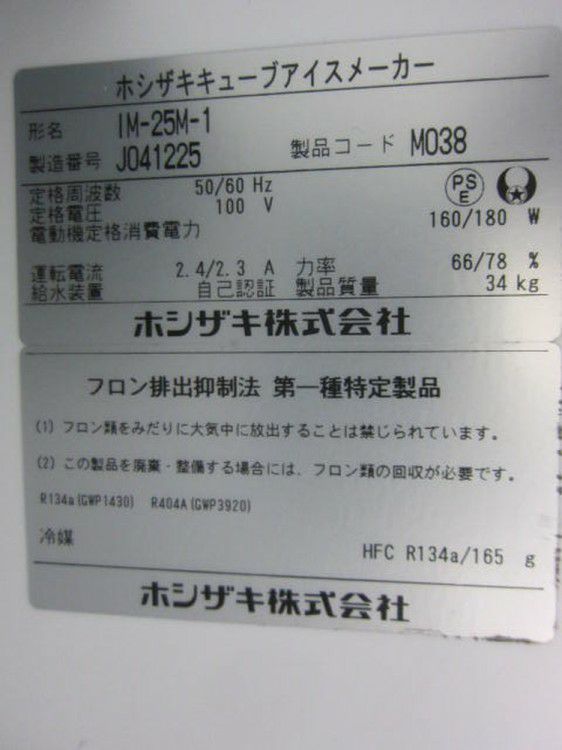 ホシザキキューブアイスメーカー
形名 IM-25M-1
製造番号 J041225 製品コード M038
定格周波数 50/60 Hz
定格電圧 100 V
PS E
電動機定格消費電力 160/180 W
運転電流 2.4/2.3 A 力率 66/78 %
給水装置 自己認証 製品質量 34 kg
ホシザキ株式会社
フロン排出抑制法 第一種特定製品
(1) フロン類をみだりに大気中に放出することは禁じられています。
(2) この製品を廃棄・整備する場合には、フロン類の回収が必要です。
R134a(GWP1430) R404A(GWP3920)
冷媒
HFC R134a/165 g
ホシザキ株式会社